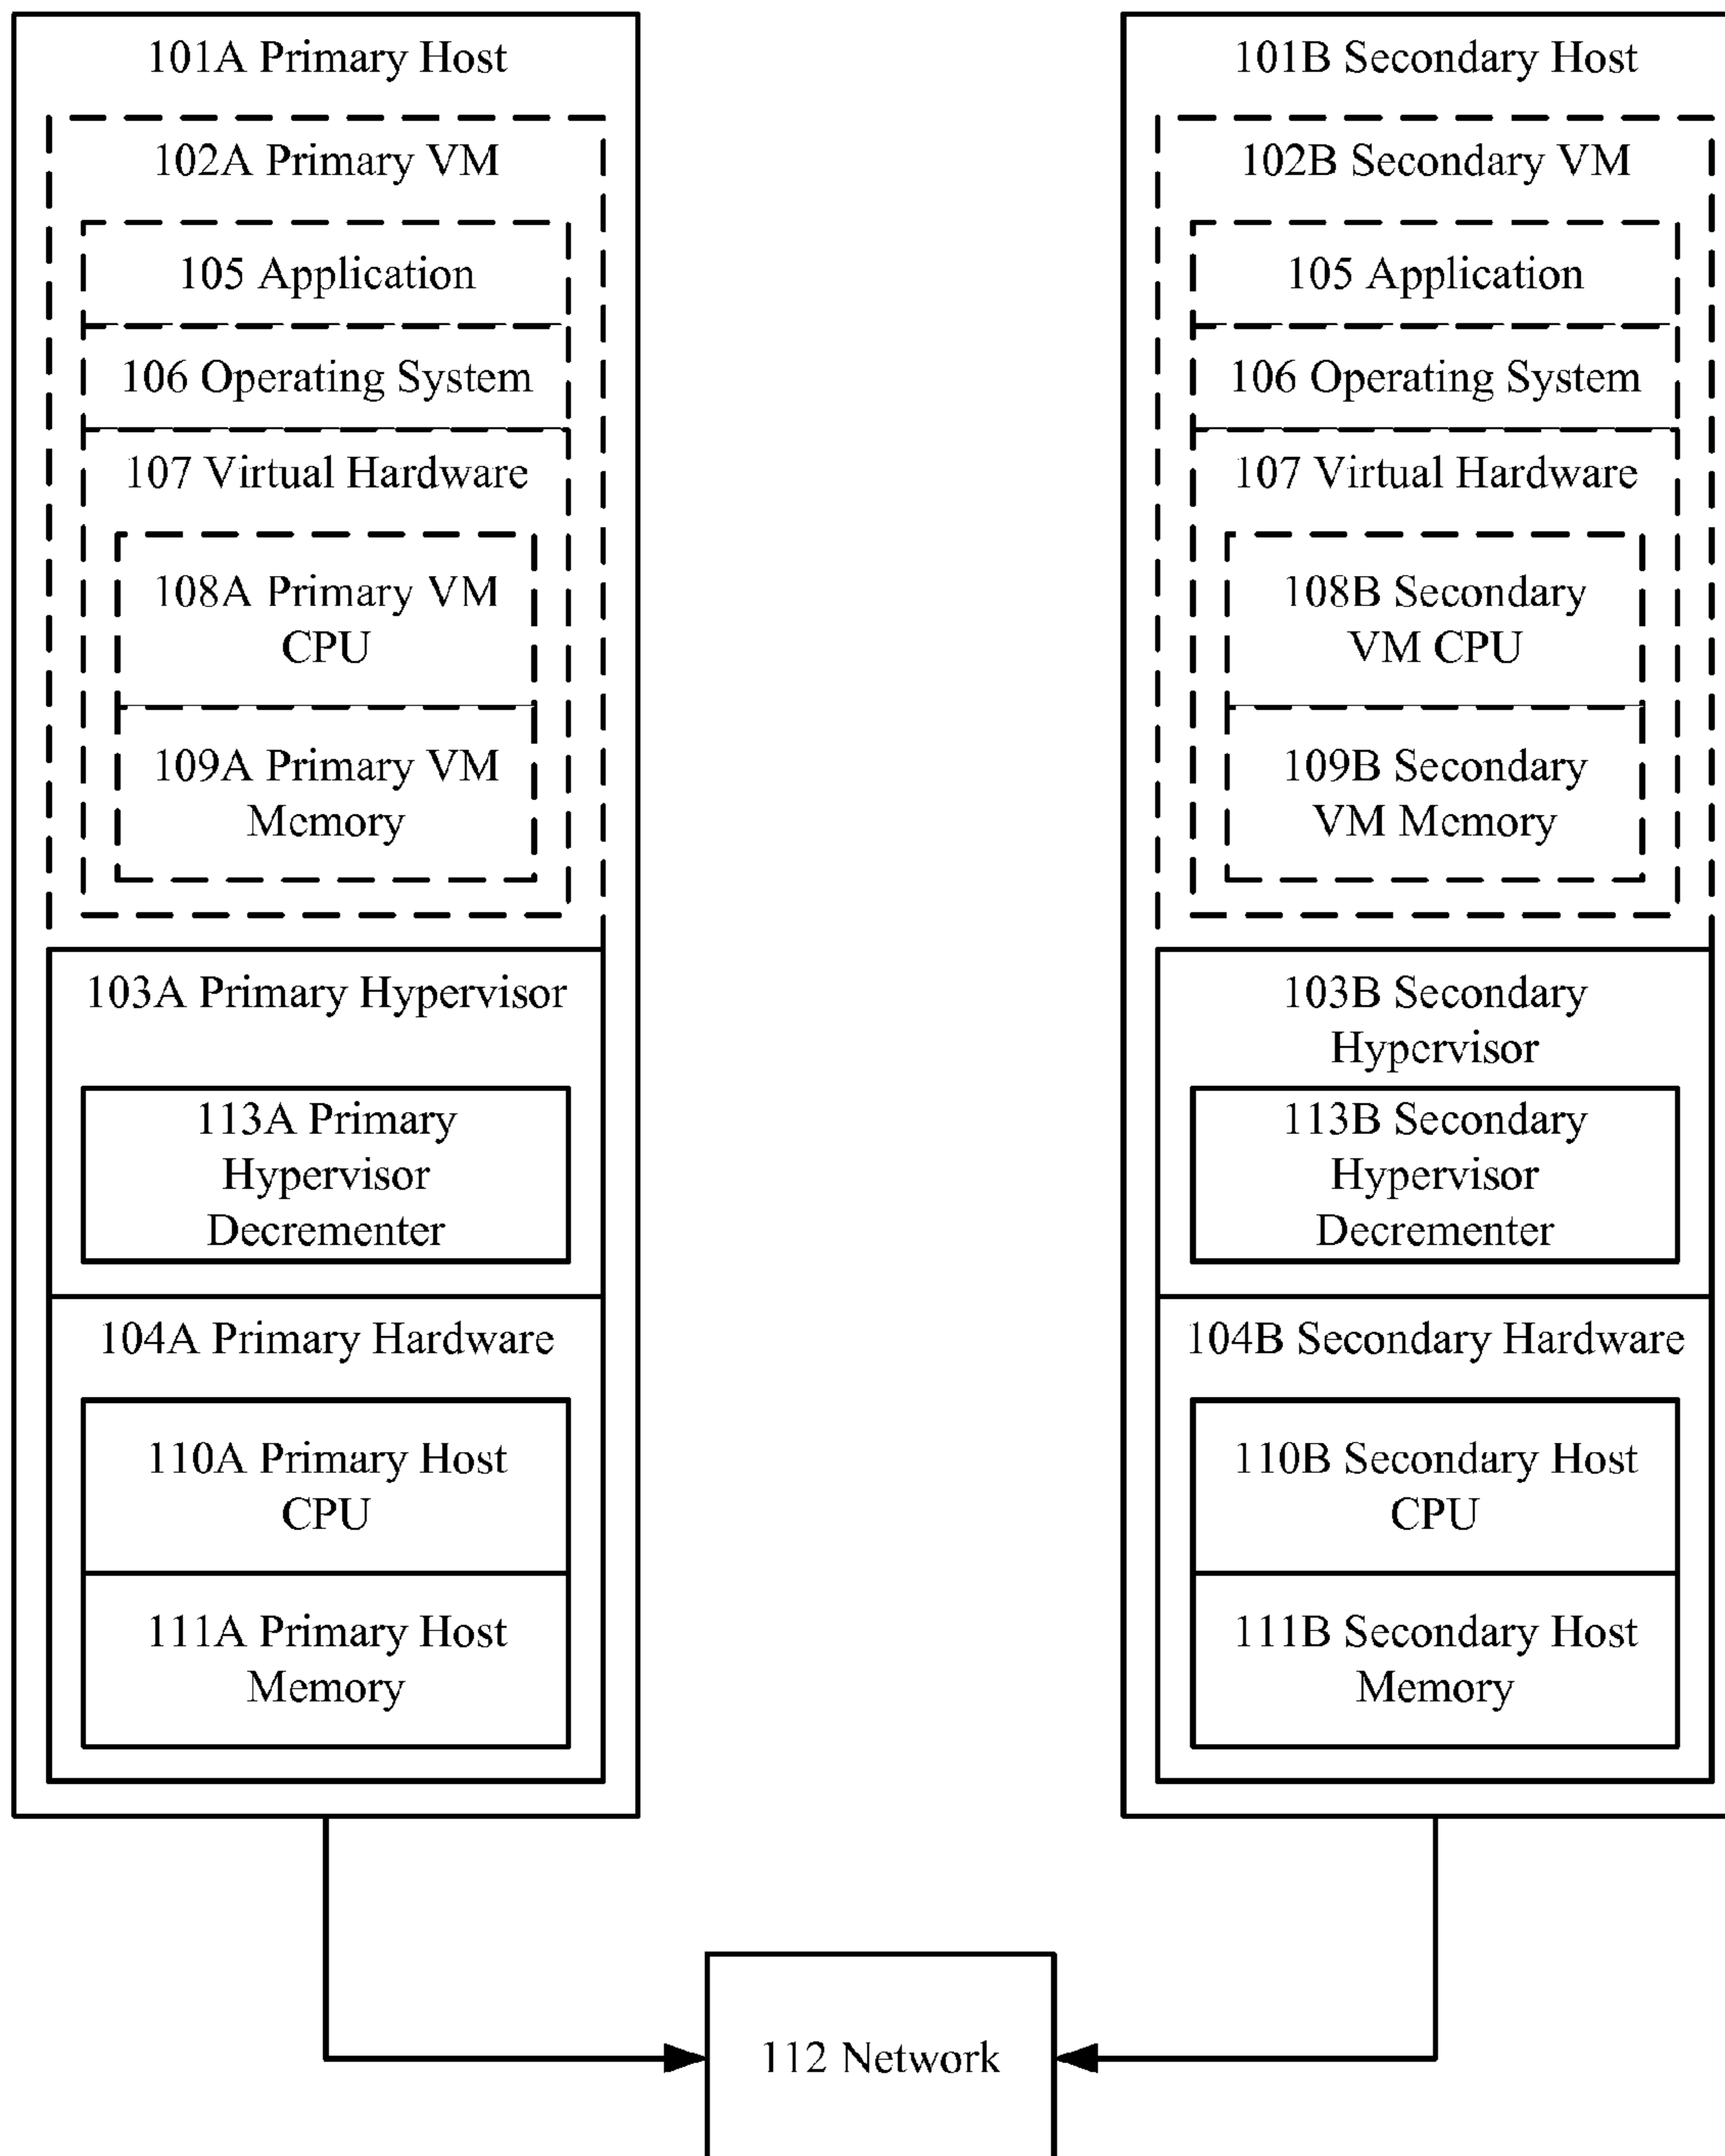 101A Primary Host
102A Primary VM
105 Application
106 Operating System
107 Virtual Hardware
108A Primary VM
CPU
109A Primary VM
Memory
103A Primary Hypervisor
113A Primary
Hypervisor
Decrementer
104A Primary Hardware
110A Primary Host
CPU
111A Primary Host
Memory
101B Secondary Host
102B Secondary VM
105 Application
106 Operating System
107 Virtual Hardware
108B Secondary
VM CPU
109B Secondary
VM Memory
103B Secondary
Hypervisor
113B Secondary
Hypervisor
Decrementer
104B Secondary Hardware
110B Secondary Host
CPU
111B Secondary Host
Memory
112 Network